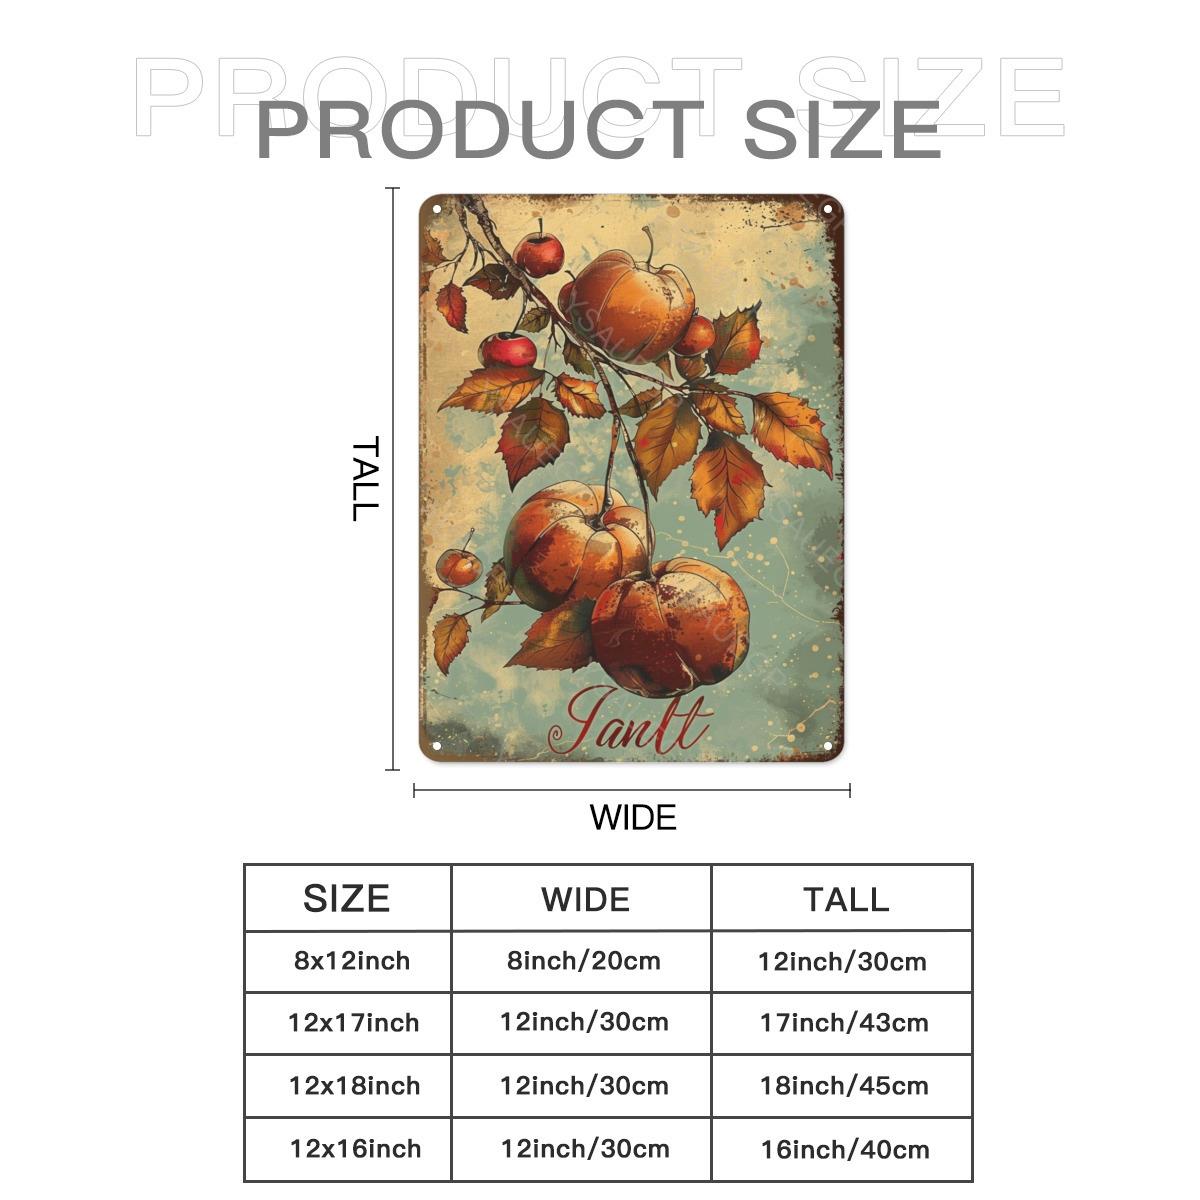 PRODUCT SIZE
PRODUCT SIZE
TALL
Jantt
WIDE
SIZE WIDE TALL
8x12inch 8inch/20cm 12inch/30cm
12x17inch 12inch/30cm 17inch/43cm
12x18inch 12inch/30cm 18inch/45cm
12x16inch 12inch/30cm 16inch/40cm